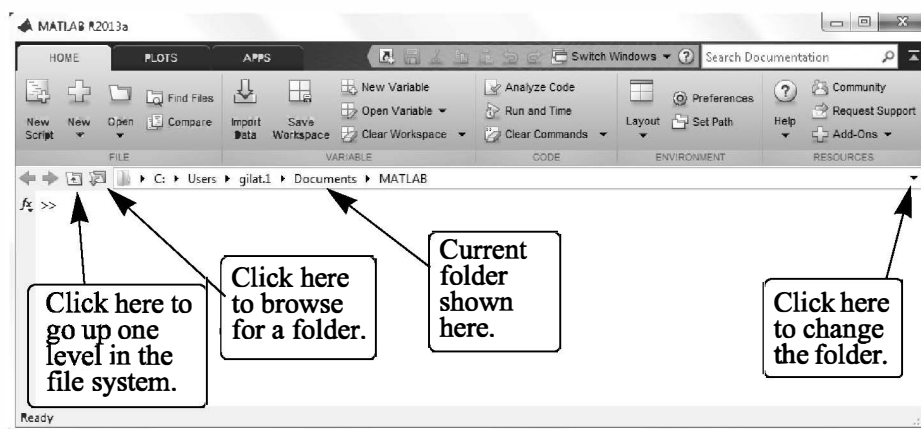 MATLAB R2013a
HOME PLOTS APPS Switch Windows ? Search Documentation
New Script
New
Open
Find Files
Compare
FILE
Import Data
Save Workspace
New Variable
Open Variable
Clear Workspace
VARIABLE
Analyze Code
Run and Time
Clear Commands
CODE
Layout
Preferences
Set Path
ENVIRONMENT
? Help
Community
Request Support
Add-Ons
RESOURCES
C: Users gilat.1 Documents MATLAB
fx >>
Click here to
go up one
level in the
file system.
Click here
to browse
for a folder.
Current
folder
shown
here.
Click here
to change
the folder.
Ready